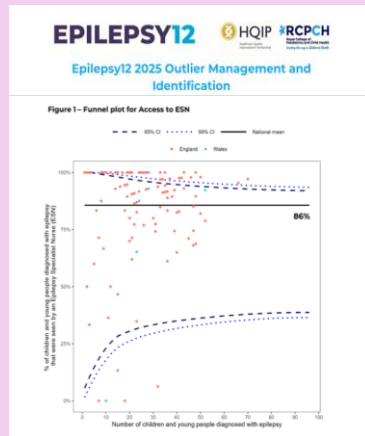 EPILEPSY12
HQIP
RCPCH
Epilepsy12 2025 Outlier Management and
Identification
Figure 1 – Funnel plot for Access to ESN
95% CI
99% CI
National mean
England
Wales
% of children and young people diagnosed with epilepsy
that were seen by an Epilepsy Specialist Nurse (ESN)
100%
75%
50%
25%
0%
86%
0 10 20 30 40 50 60 70 80 90 100
Number of children and young people diagnosed with epilepsy